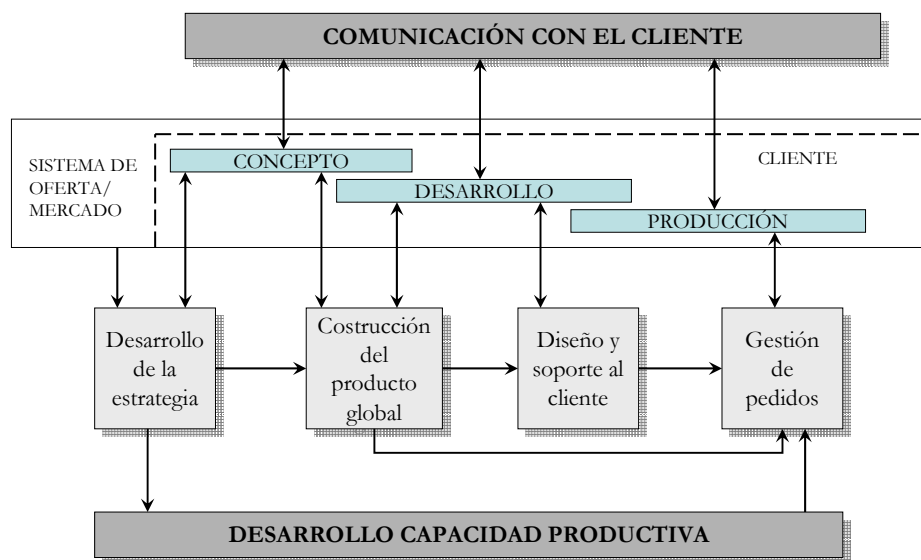 COMUNICACIÓN CON EL CLIENTE
SISTEMA DE
OFERTA/
MERCADO
CONCEPTO
CLIENTE
DESARROLLO
PRODUCCIÓN
Desarrollo
de la
estrategia
Costrucción
del
producto
global
Diseño y
soporte al
cliente
Gestión
de
pedidos
DESARROLLO CAPACIDAD PRODUCTIVA